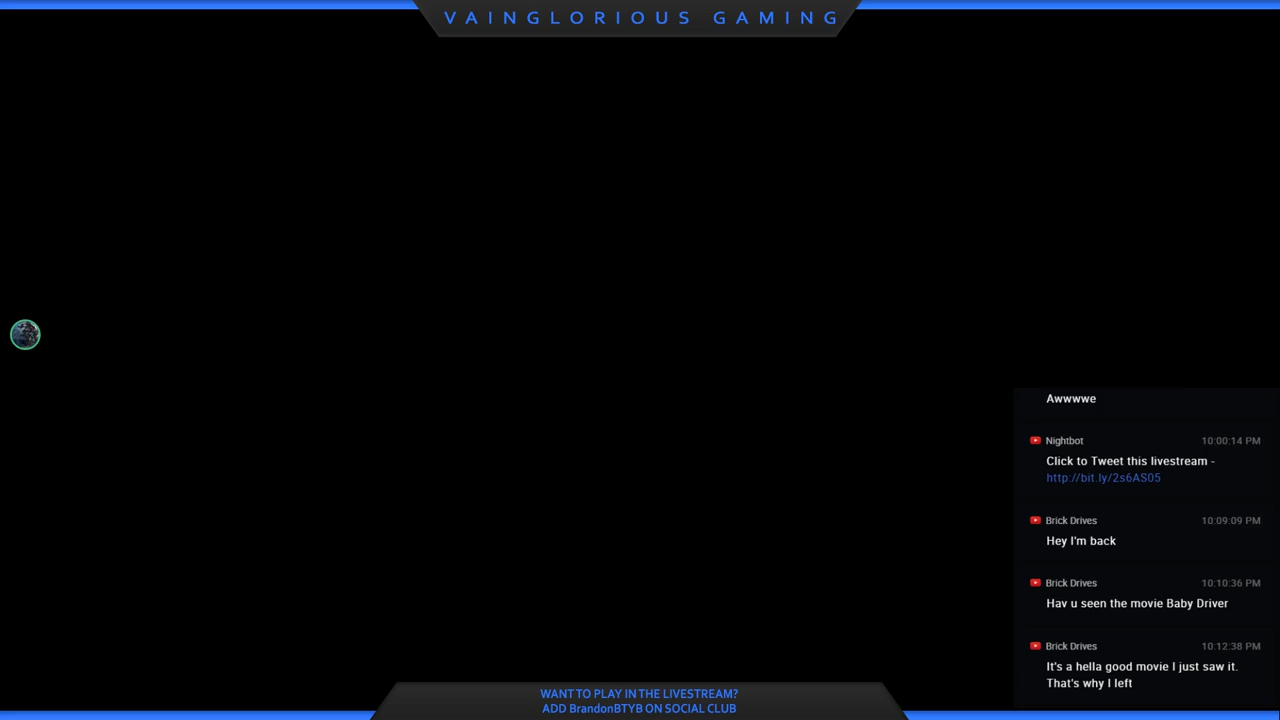 VAINGLORIOUS GAMING
Awwwwe
Nightbot 10:00:14 PM
Click to Tweet this livestream -
http://bit.ly/2s6AS05
Brick Drives 10:09:09 PM
Hey I'm back
Brick Drives 10:10:36 PM
Hav u seen the movie Baby Driver
Brick Drives 10:12:38 PM
It's a hella good movie I just saw it.
That's why I left
WANT TO PLAY IN THE LIVESTREAM?
ADD BrandonBTYB ON SOCIAL CLUB